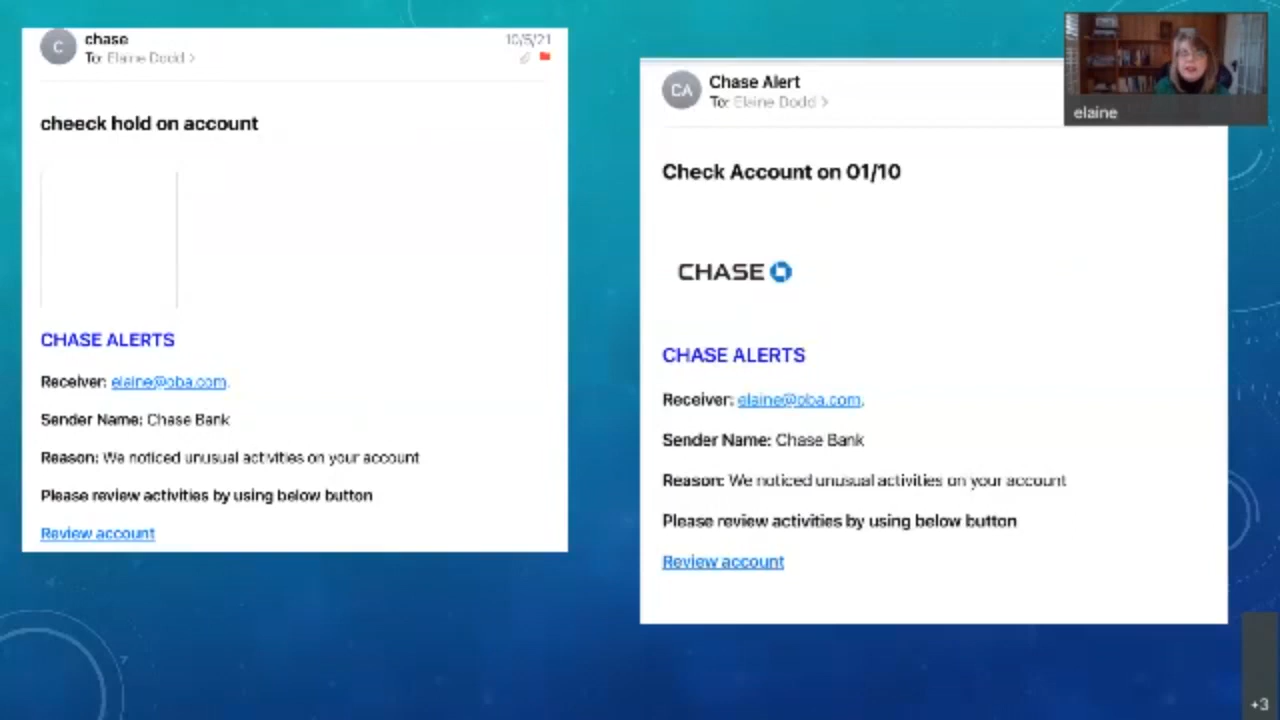 C
chase
10/5/21
To: Elaine Dodd >
cheeck hold on account
CHASE ALERTS
Receiver: elaine@oba.com.
Sender Name: Chase Bank
Reason: We noticed unusual activities on your account
Please review activities by using below button
Review account
CA
Chase Alert
To: Elaine Dodd >
Check Account on 01/10
CHASE
CHASE ALERTS
Receiver: elaine@oba.com.
Sender Name: Chase Bank
Reason: We noticed unusual activities on your account
Please review activities by using below button
Review account
elaine
+3